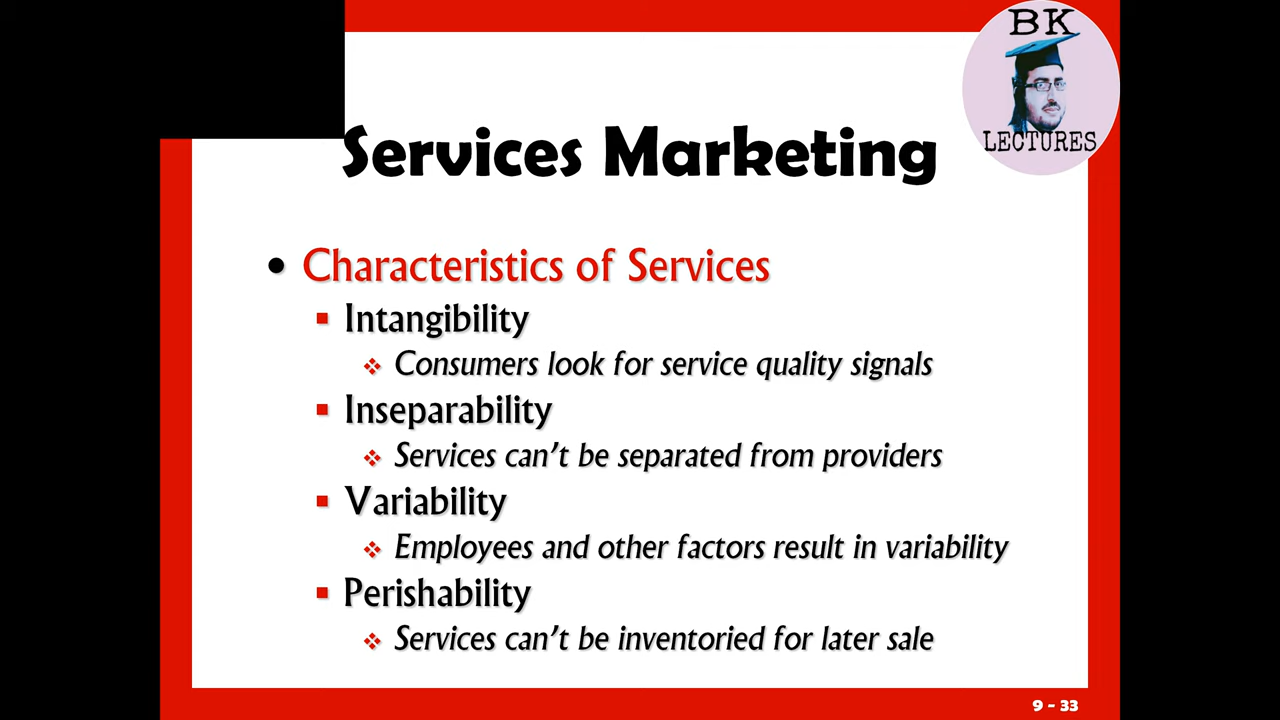 BK
LECTURES
Services Marketing
• Characteristics of Services
▪ Intangibility
❖ Consumers look for service quality signals
▪ Inseparability
❖ Services can't be separated from providers
▪ Variability
❖ Employees and other factors result in variability
▪ Perishability
❖ Services can't be inventoried for later sale
9 - 33